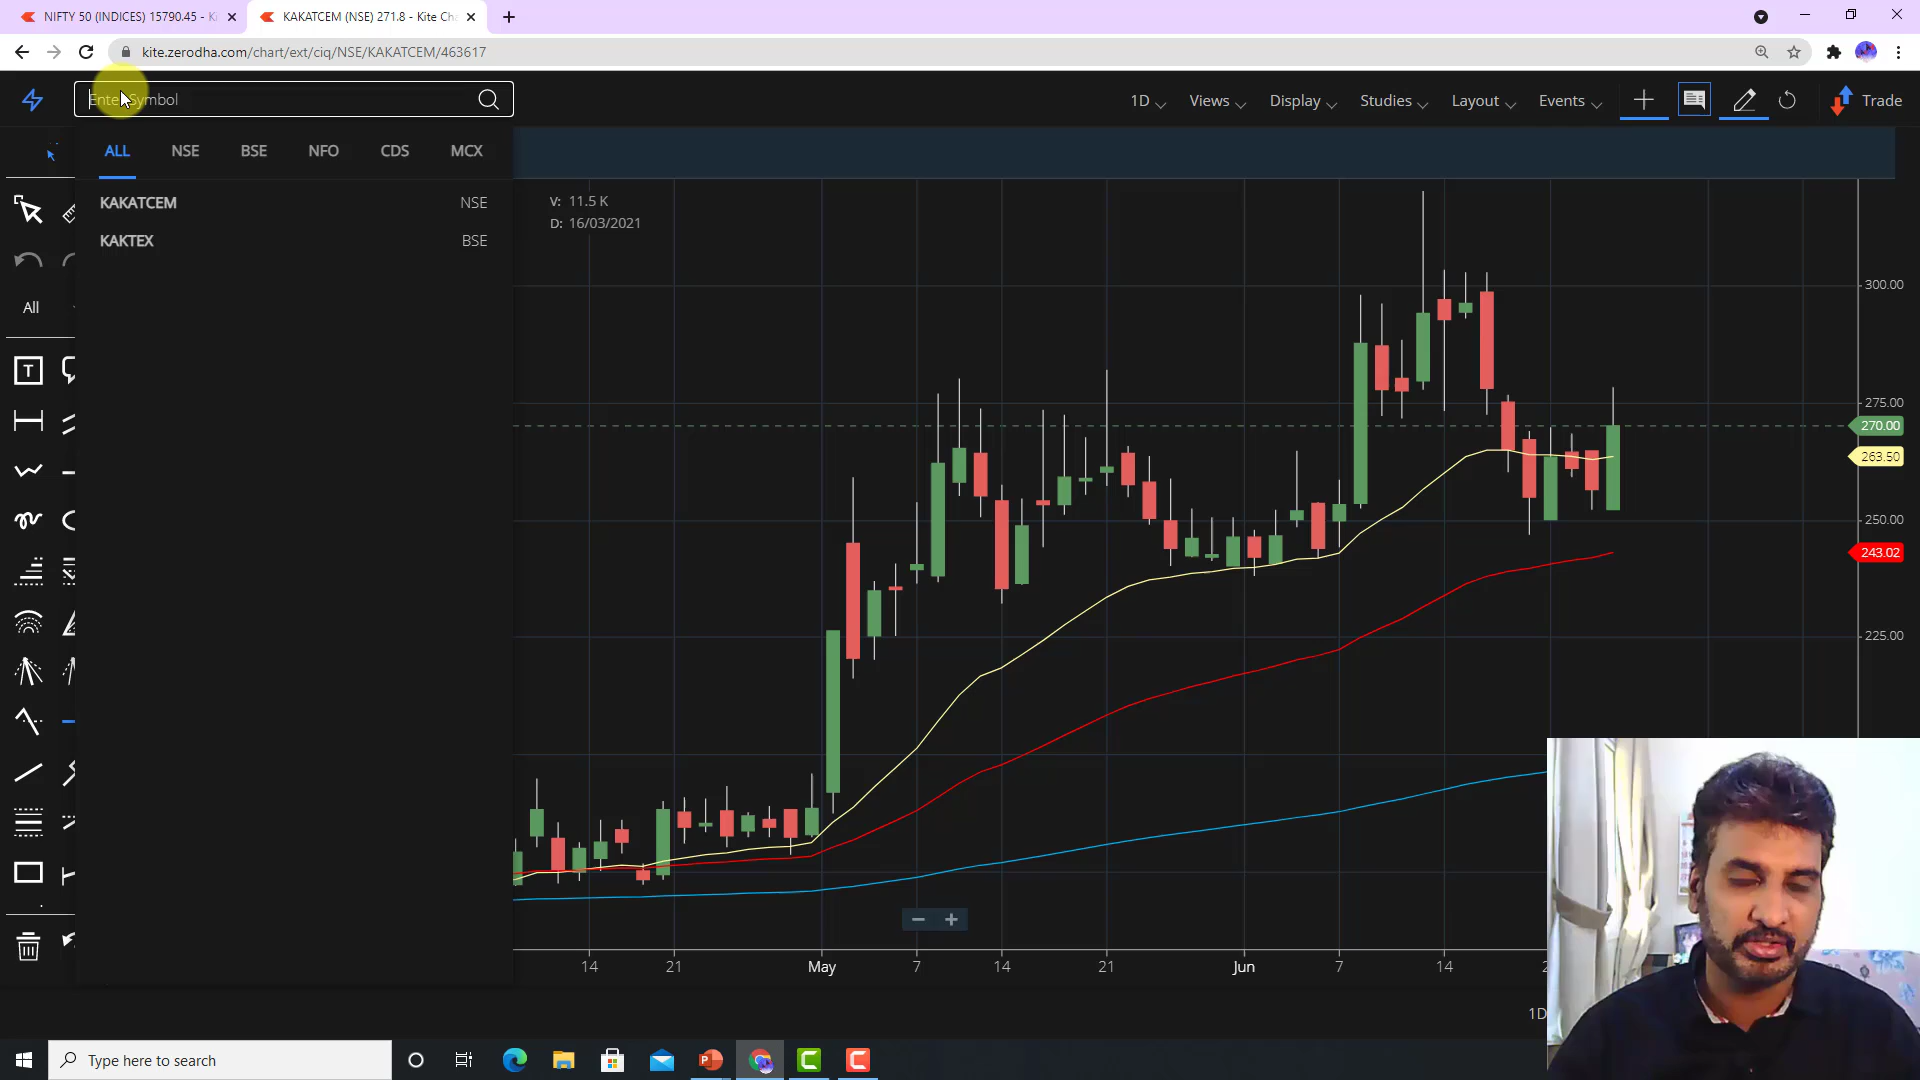 NIFTY 50 (INDICES) 15790.45 - Ki
KAKATCEM (NSE) 271.8 - Kite Cha
kite.zerodha.com/chart/ext/ciq/NSE/KAKATCEM/463617
Enter Symbol
1D
Views
Display
Studies
Layout
Events
Trade
ALL
NSE
BSE
NFO
CDS
MCX
KAKATCEM NSE
KAKTEX BSE
V: 11.5 K
D: 16/03/2021
All
T
300.00
275.00
270.00
263.50
250.00
243.02
225.00
14
21
May
7
14
21
Jun
7
14
1D
Type here to search